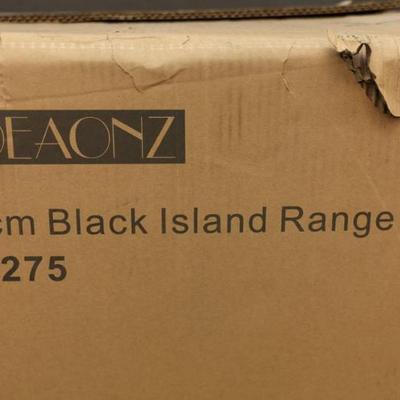 DEAONZ
cm Black Island Range
275